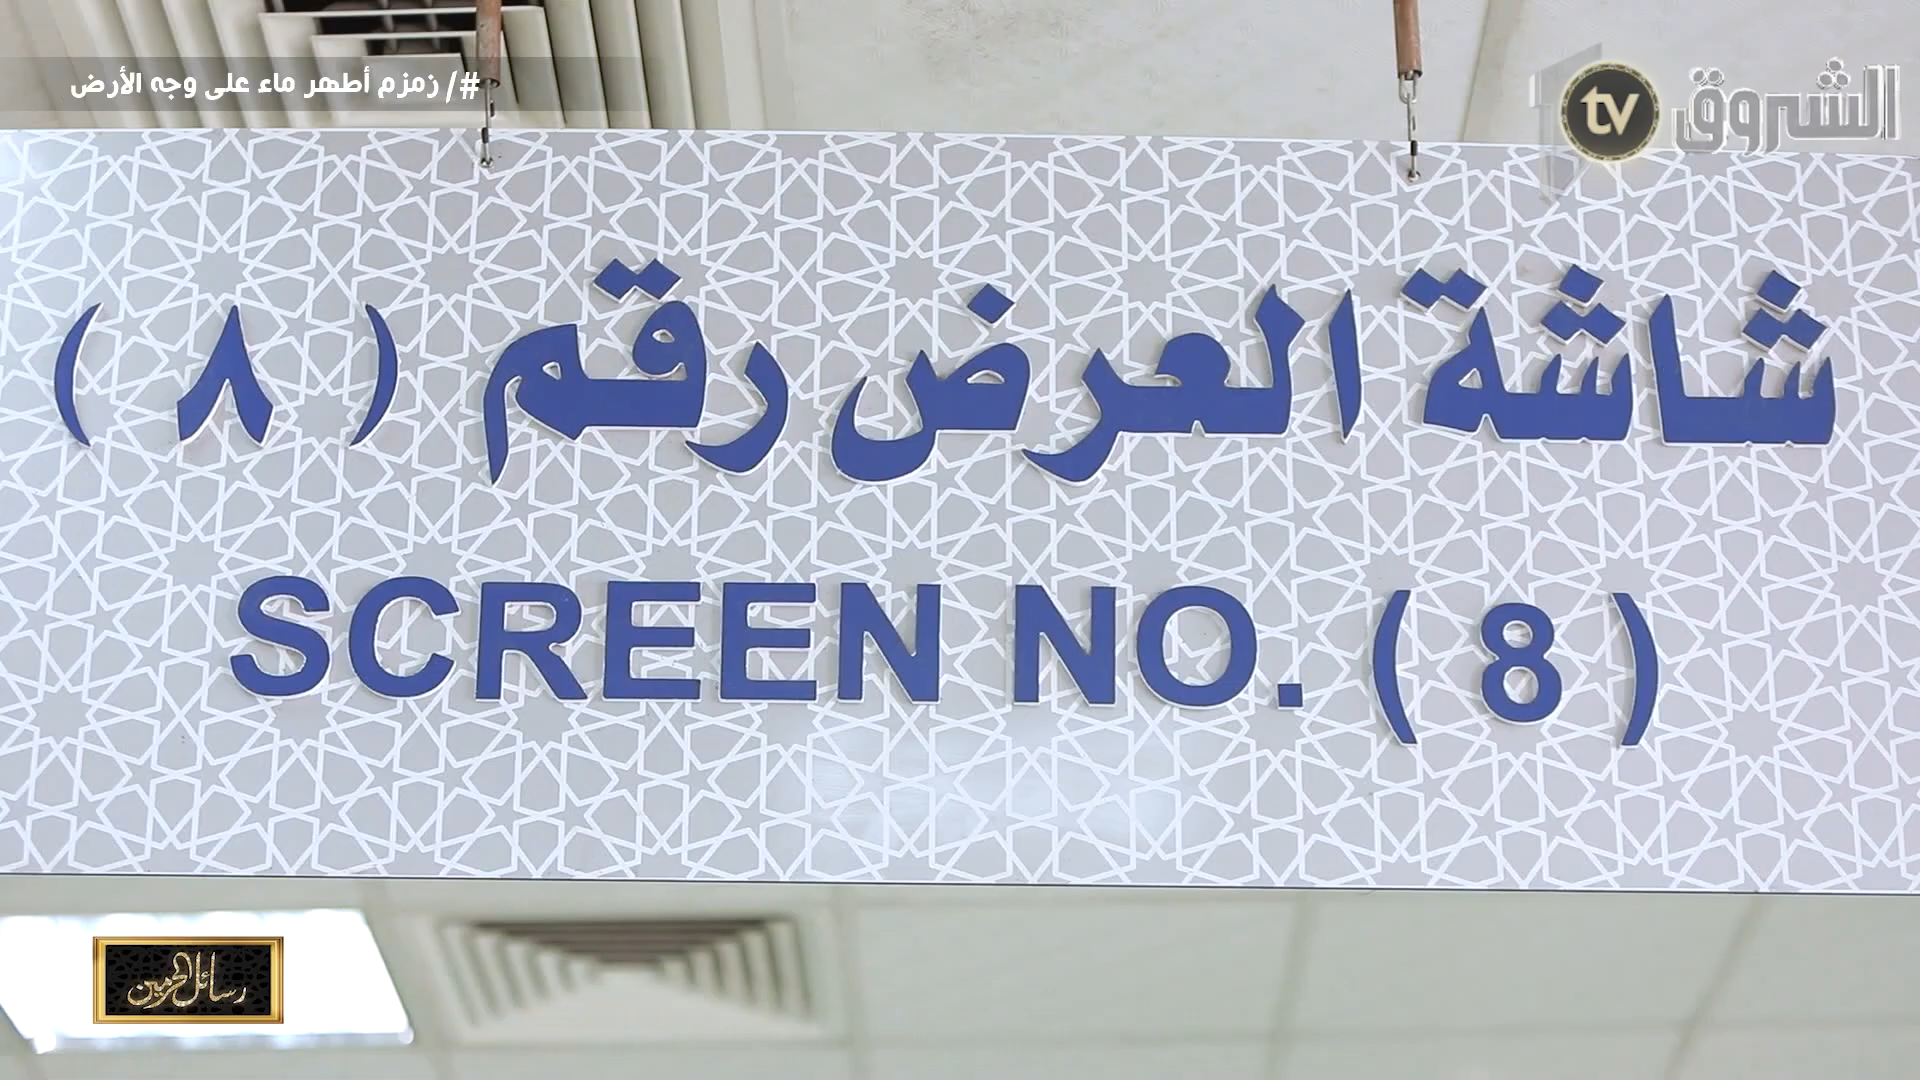 #/ زمزم أطهر ماء على وجه الأرض
الشروق tv
شاشة العرض رقم ( ٨ )
SCREEN NO. ( 8 )
رسائل الحرمين